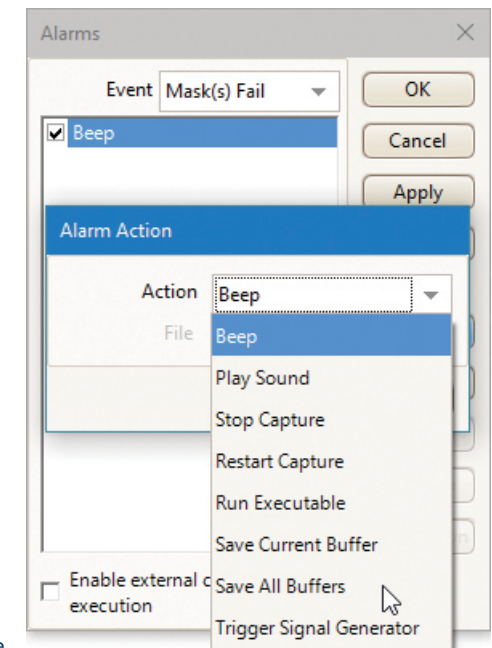 Alarms
Event Mask(s) Fail
OK
Beep
Cancel
Apply
Alarm Action
Action Beep
File
Beep
Play Sound
Stop Capture
Restart Capture
Run Executable
Save Current Buffer
Save All Buffers
Trigger Signal Generator
Enable external
execution